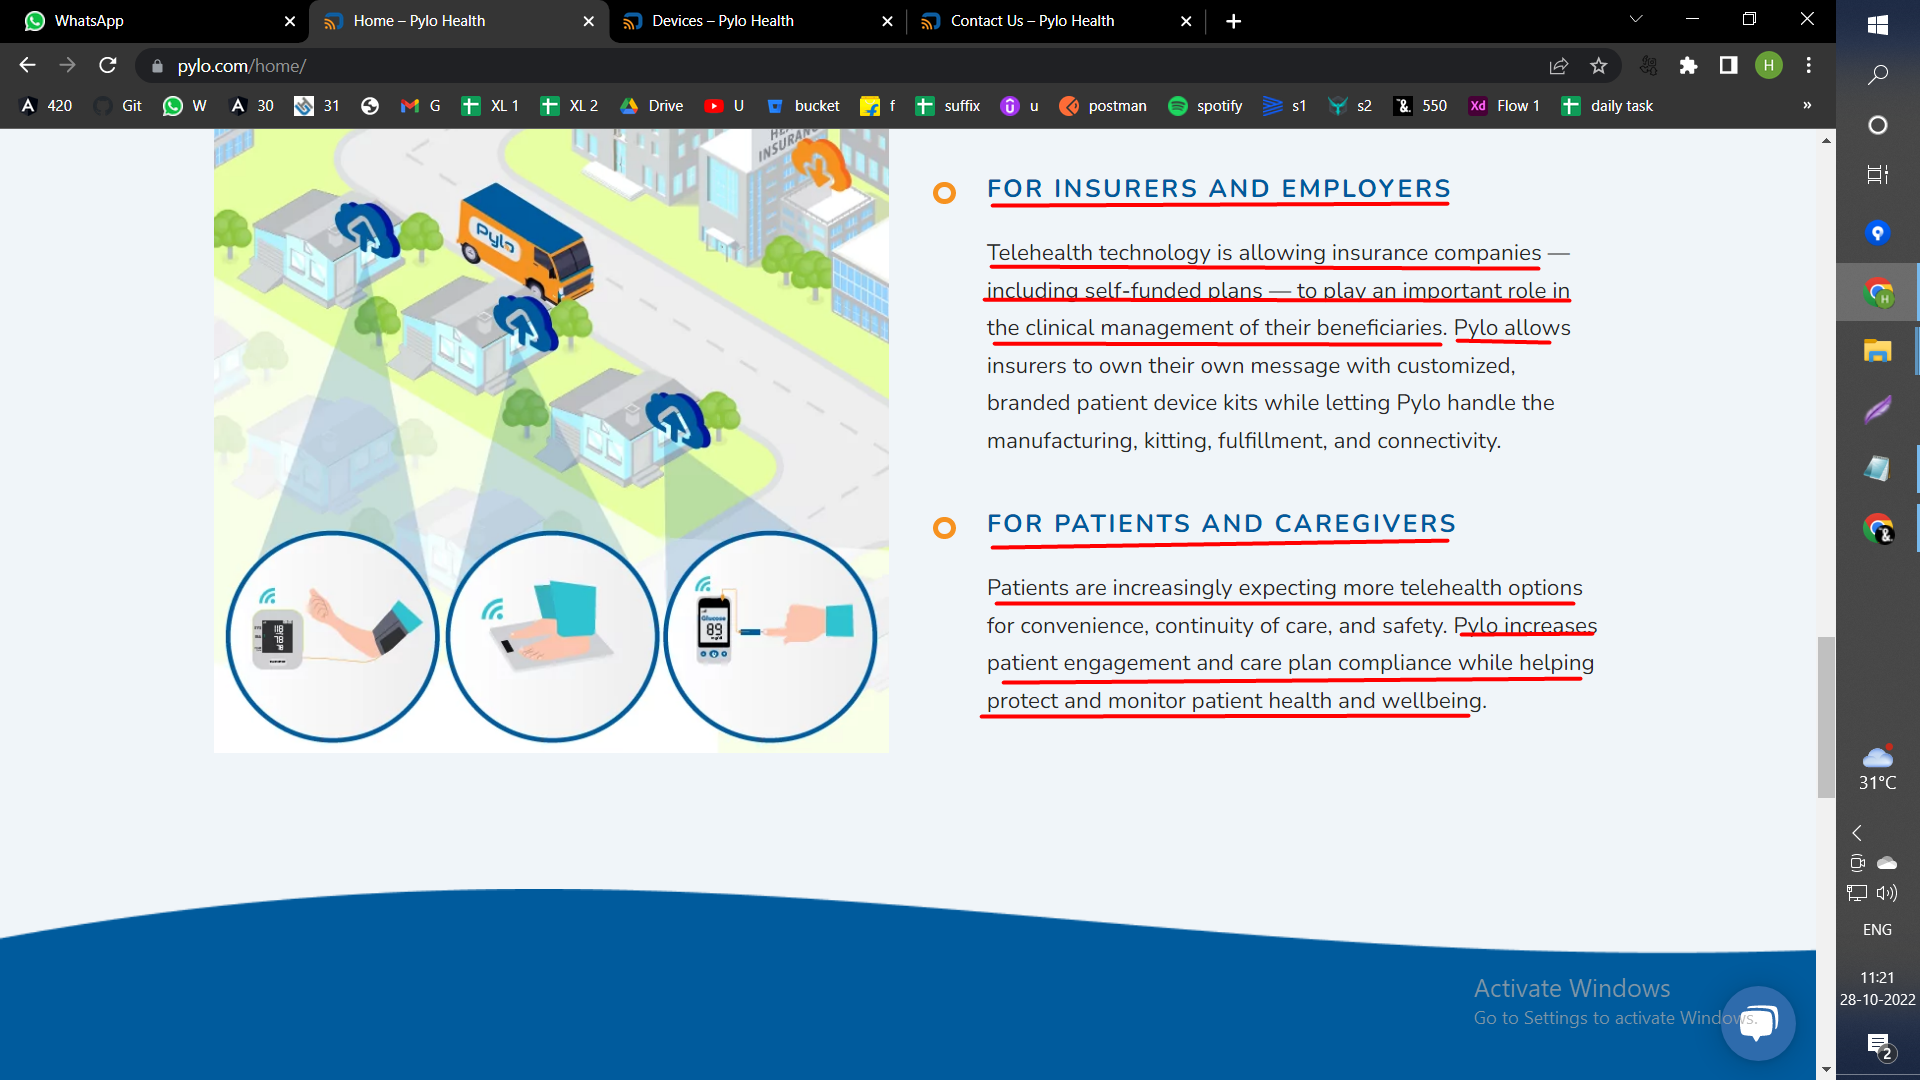 WhatsApp
Home – Pylo Health
Devices – Pylo Health
Contact Us – Pylo Health
pylo.com/home/
H
420
Git
W
30
31
G
XL 1
XL 2
Drive
U
bucket
f
suffix
u
postman
spotify
s1
s2
&. 550
Xd Flow 1
daily task
»
INSURANC
Pylo
FOR INSURERS AND EMPLOYERS
Telehealth technology is allowing insurance companies —
including self-funded plans — to play an important role in
the clinical management of their beneficiaries. Pylo allows
insurers to own their own message with customized,
branded patient device kits while letting Pylo handle the
manufacturing, kitting, fulfillment, and connectivity.
FOR PATIENTS AND CAREGIVERS
Patients are increasingly expecting more telehealth options
for convenience, continuity of care, and safety. Pylo increases
patient engagement and care plan compliance while helping
protect and monitor patient health and wellbeing.
118
78
Glucose
89
Activate Windows
Go to Settings to activate Windows.
31°C
ENG
11:21
28-10-2022
2